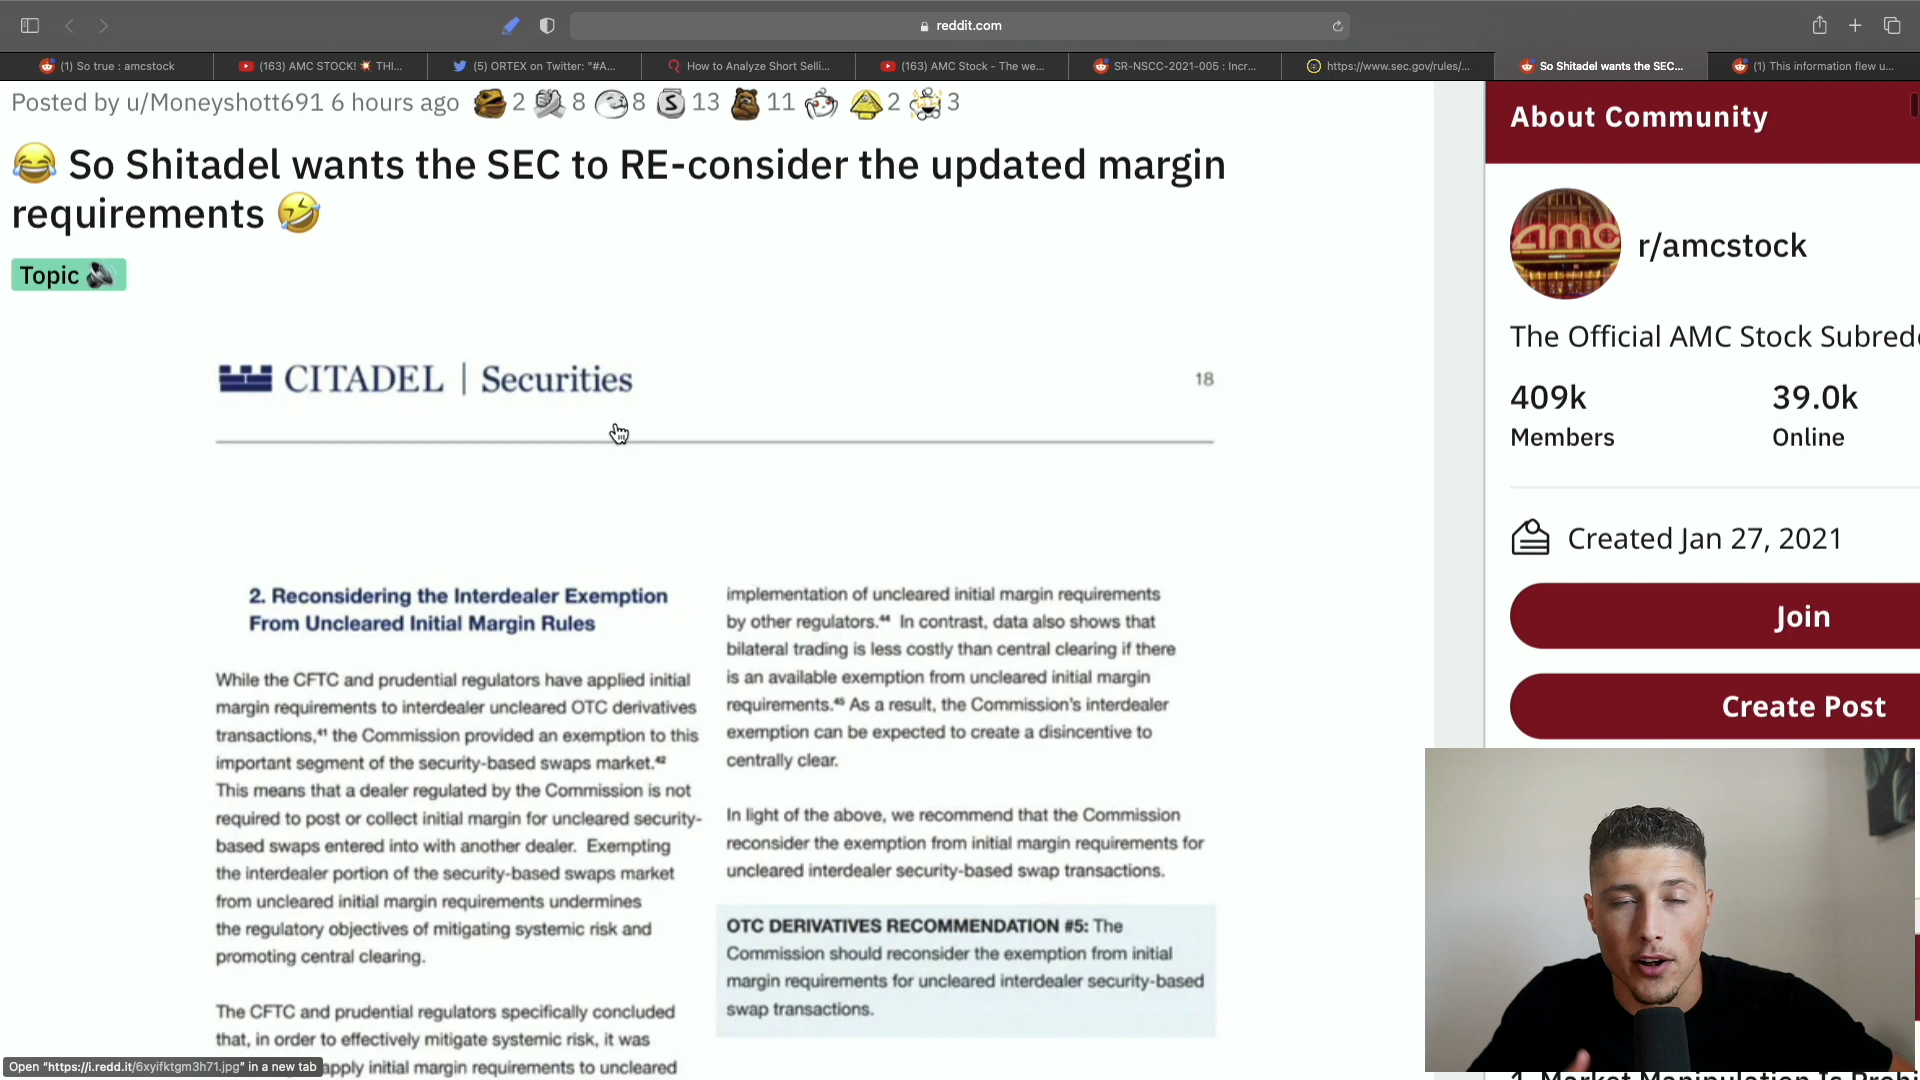 reddit.com
(1) So true : amcstock
(163) AMC STOCK! 💥 THI...
(5) ORTEX on Twitter: "#A...
How to Analyze Short Selli...
(163) AMC Stock - The we...
SR-NSCC-2021-005 : Incr...
https://www.sec.gov/rules/...
So Shitadel wants the SEC...
(1) This information flew u...
Posted by u/Moneyshott691 6 hours ago 2 8 8 13 11 2 3
😂 So Shitadel wants the SEC to RE-consider the updated margin
requirements 🤣
Topic 🔊
CITADEL | Securities
18
2. Reconsidering the Interdealer Exemption
From Uncleared Initial Margin Rules
While the CFTC and prudential regulators have applied initial
margin requirements to interdealer uncleared OTC derivatives
transactions,⁴¹ the Commission provided an exemption to this
important segment of the security-based swaps market.⁴²
This means that a dealer regulated by the Commission is not
required to post or collect initial margin for uncleared security-
based swaps entered into with another dealer. Exempting
the interdealer portion of the security-based swaps market
from uncleared initial margin requirements undermines
the regulatory objectives of mitigating systemic risk and
promoting central clearing.
The CFTC and prudential regulators specifically concluded
that, in order to effectively mitigate systemic risk, it was
apply initial margin requirements to uncleared
implementation of uncleared initial margin requirements
by other regulators.⁴⁴ In contrast, data also shows that
bilateral trading is less costly than central clearing if there
is an available exemption from uncleared initial margin
requirements.⁴⁵ As a result, the Commission's interdealer
exemption can be expected to create a disincentive to
centrally clear.
In light of the above, we recommend that the Commission
reconsider the exemption from initial margin requirements for
uncleared interdealer security-based swap transactions.
OTC DERIVATIVES RECOMMENDATION #5: The
Commission should reconsider the exemption from initial
margin requirements for uncleared interdealer security-based
swap transactions.
Open "https://i.redd.it/6xyifktgm3h71.jpg" in a new tab
About Community
amc
r/amcstock
The Official AMC Stock Subred
409k
Members
39.0k
Online
Created Jan 27, 2021
Join
Create Post
1. Market Manipulation Is Prohi